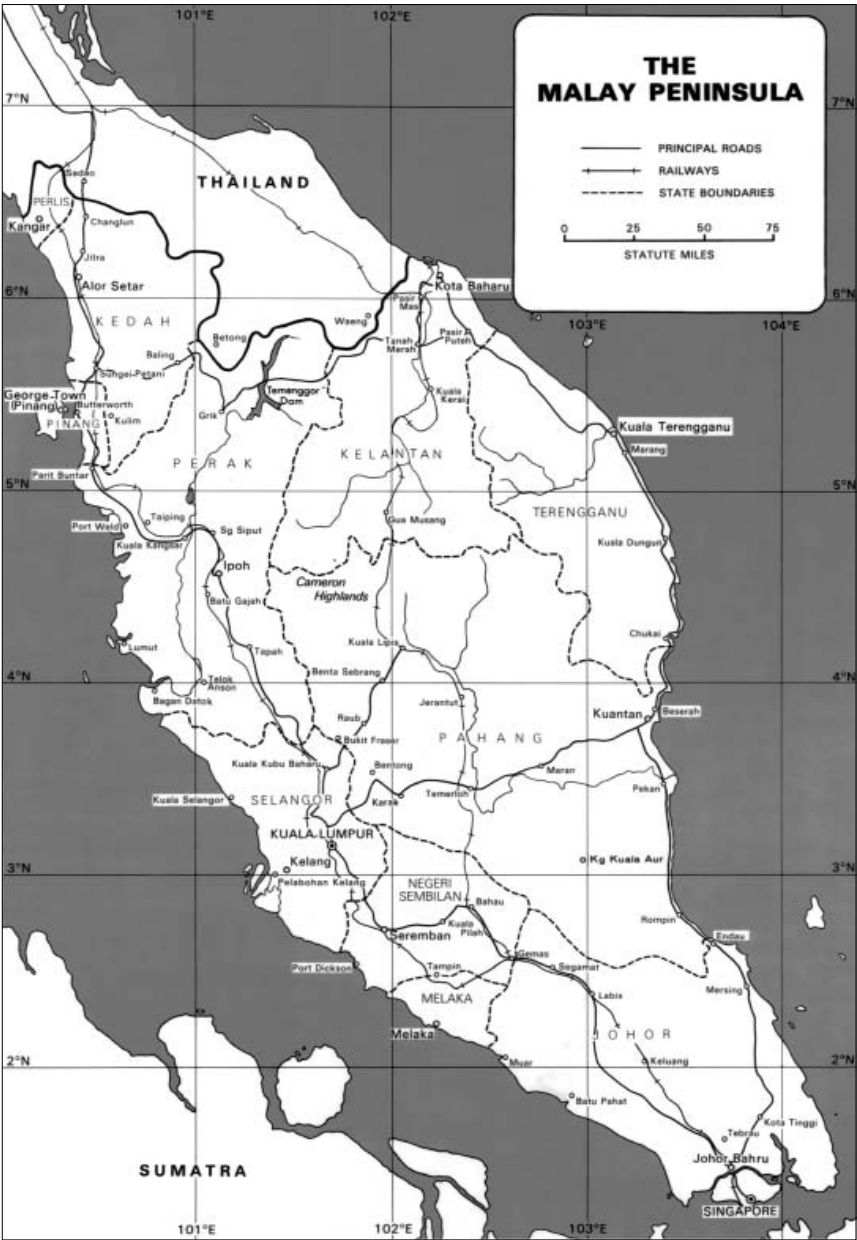 101°E
102°E
THE
MALAY PENINSULA
PRINCIPAL ROADS
RAILWAYS
STATE BOUNDARIES
0 25 50 75
STATUTE MILES
7°N
7°N
THAILAND
Sadao
PERLIS
Kangar
Changlun
Jitra
Alor Setar
Kota Baharu
6°N
103°E
104°E
6°N
KEDAH
Pasir
Mas
Waeng
Betong
Tanah
Merah
Pasir
Puteh
Baling
Sungei Petani
George Town
(Pinang)
Butterworth
PINANG
Kulim
Grik
Temenggor
Dam
Kuala
Kerai
Kuala Terengganu
Marang
PERAK
KELANTAN
Parit Buntar
5°N
5°N
Port Weld
Taiping
Sg Siput
Gua Musang
TERENGGANU
Kuala Kangsar
Kuala Dungun
Ipoh
Cameron
Highlands
Batu Gajah
Lumut
Tapah
Kuala Lipis
Chukai
Benta Sebrang
4°N
4°N
Telok
Anson
Bagan Datok
Jerantut
Raub
Kuantan
Beserah
Bukit Fraser
PAHANG
Kuala Kubu Baharu
Bentong
Maran
Kuala Selangor
SELANGOR
Karak
Temerloh
Pekan
KUALA LUMPUR
Kelang
Kg Kuala Aur
3°N
3°N
Pelabohan Kelang
NEGERI
SEMBILAN
Bahau
Seremban
Kuala
Pilah
Rompin
Endau
Port Dickson
Tampin
Gemas
Segamat
Mersing
MELAKA
Labis
Melaka
JOHOR
Muar
Keluang
2°N
2°N
Batu Pahat
Kota Tinggi
Tebrau
SUMATRA
Johor Bahru
SINGAPORE
101°E
102°E
103°E
104°E